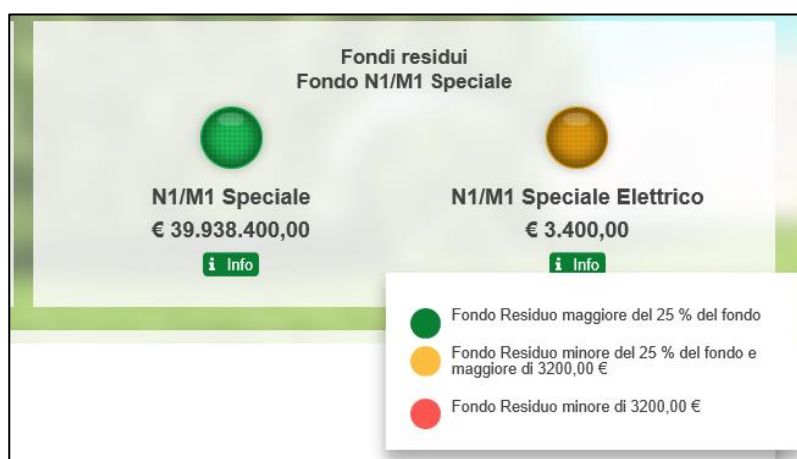 Fondi residui
Fondo N1/M1 Speciale
N1/M1 Speciale
€ 39.938.400,00
i Info
N1/M1 Speciale Elettrico
€ 3.400,00
i Info
Fondo Residuo maggiore del 25 % del fondo
Fondo Residuo minore del 25 % del fondo e
maggiore di 3200,00 €
Fondo Residuo minore di 3200,00 €